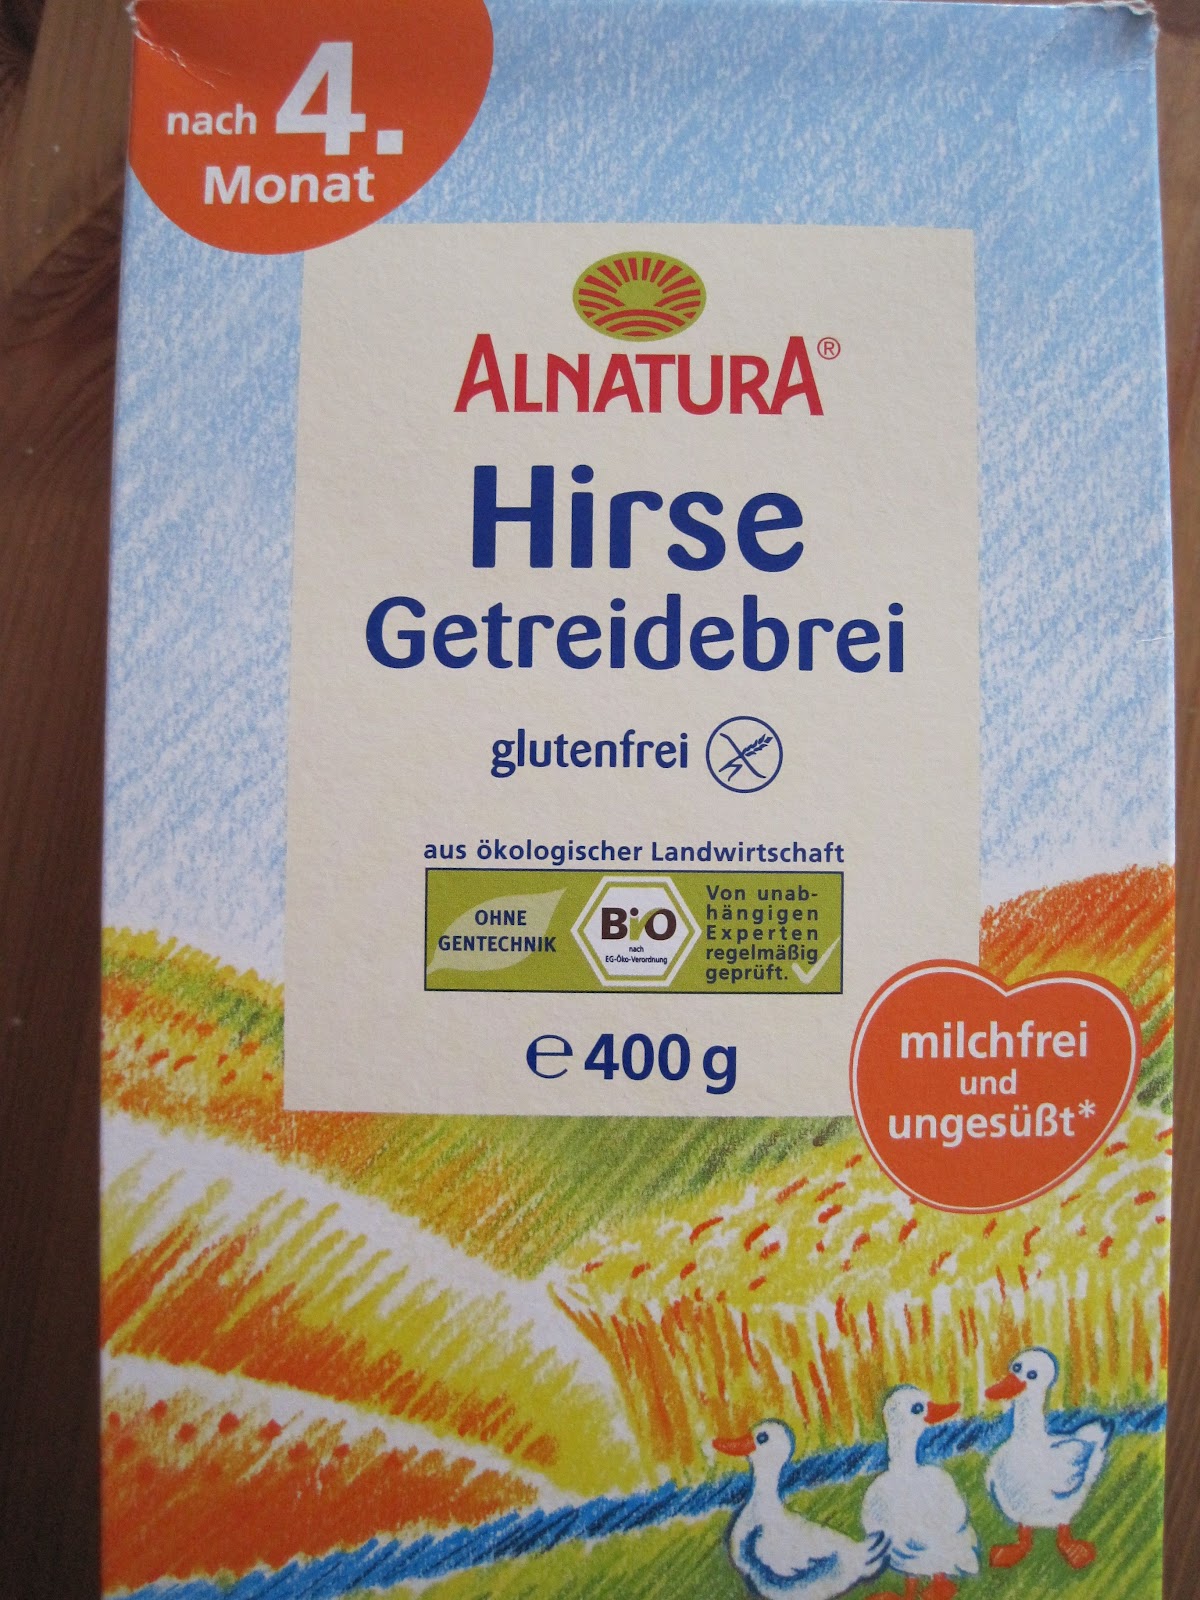 nach 4.
Monat
ALNATURA®
Hirse
Getreidebrei
glutenfrei
aus ökologischer Landwirtschaft
OHNE
GENTECHNIK
BiO
nach
EG-Öko-Verordnung
Von unab-
hängigen
Experten
regelmäßig
geprüft.
℮ 400 g
milchfrei
und
ungesüßt*